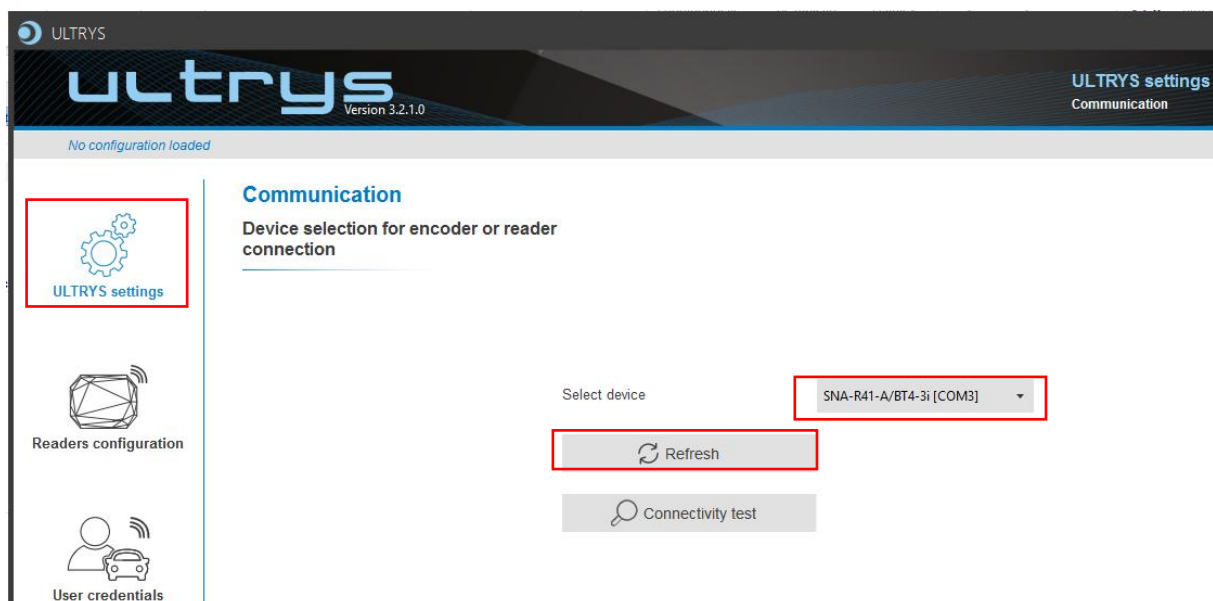 ULTRYS
ultrys
Version 3.2.1.0
ULTRYS settings
Communication
No configuration loaded
Communication
Device selection for encoder or reader
connection
ULTRYS settings
Select device
SNA-R41-A/BT4-3i [COM3]
Readers configuration
Refresh
Connectivity test
User credentials